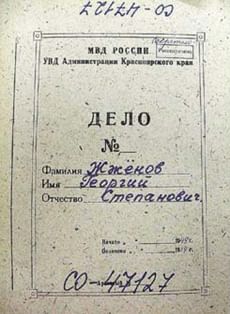 СО-47127
МВД РОССИИ
УВД Администрации Красноярского края
ДЕЛО
№
Фамилия Жжёнов
Имя Георгий
Отчество Степанович
Начато
Окончено
СО-47127